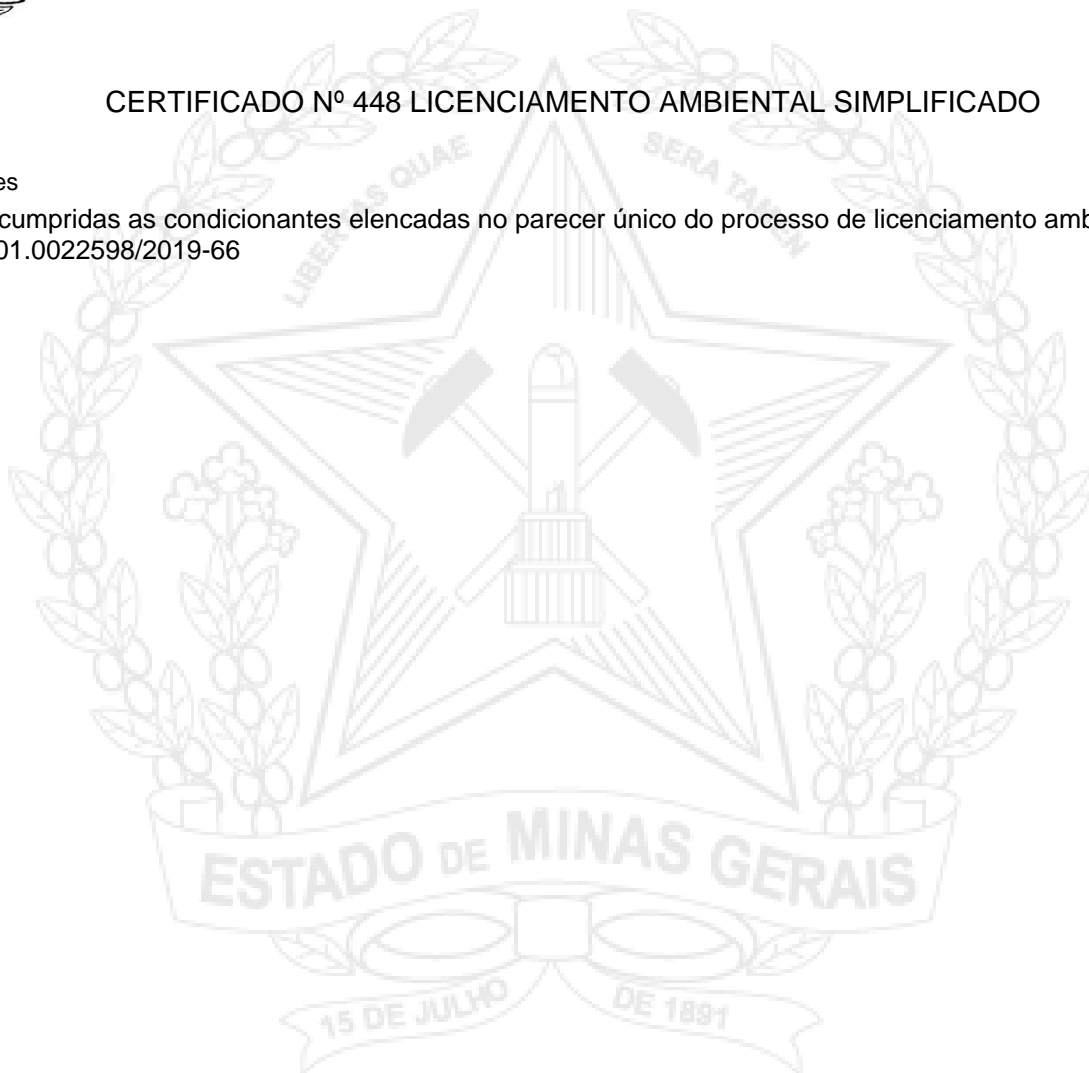 CERTIFICADO Nº 448 LICENCIAMENTO AMBIENTAL SIMPLIFICADO
es
cumpridas as condicionantes elencadas no parecer único do processo de licenciamento amb
01.0022598/2019-66
LIBERTAS QUAE SERA TAMEN
ESTADO DE MINAS GERAIS
15 DE JULHO DE 1891